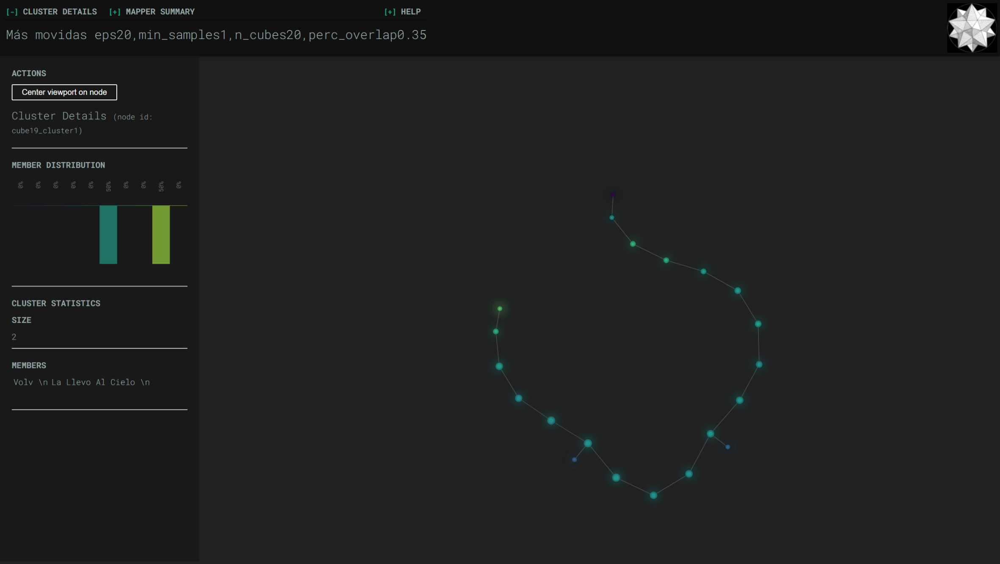 [-] CLUSTER DETAILS [+] MAPPER SUMMARY [+] HELP
Más movidas eps20,min_samples1,n_cubes20,perc_overlap0.35
ACTIONS
Center viewport on node
Cluster Details (node id:
cube19_cluster1)
MEMBER DISTRIBUTION
0% 0% 0% 0% 0% 50% 0% 0% 50% 0%
CLUSTER STATISTICS
SIZE
2
MEMBERS
Volv \n La Llevo Al Cielo \n